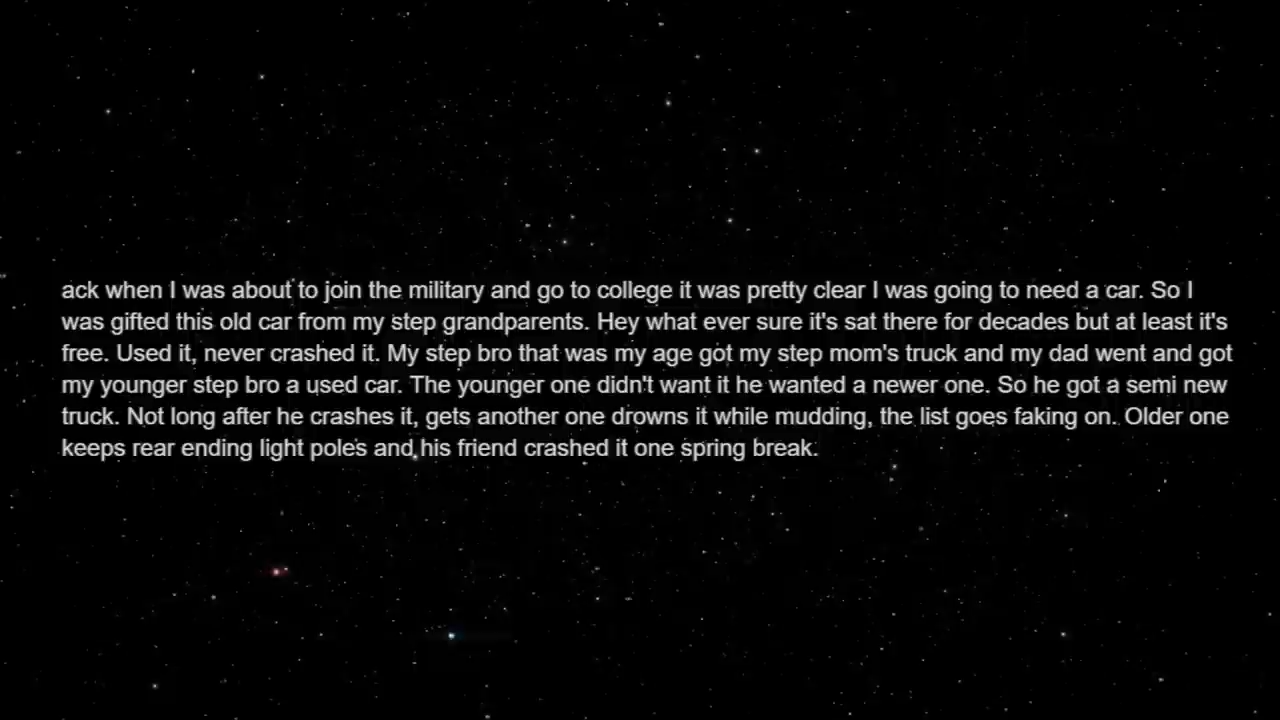 ack when I was about to join the military and go to college it was pretty clear I was going to need a car. So I
was gifted this old car from my step grandparents. Hey what ever sure it's sat there for decades but at least it's
free. Used it, never crashed it. My step bro that was my age got my step mom's truck and my dad went and got
my younger step bro a used car. The younger one didn't want it he wanted a newer one. So he got a semi new
truck. Not long after he crashes it, gets another one drowns it while mudding, the list goes faking on. Older one
keeps rear ending light poles and his friend crashed it one spring break.